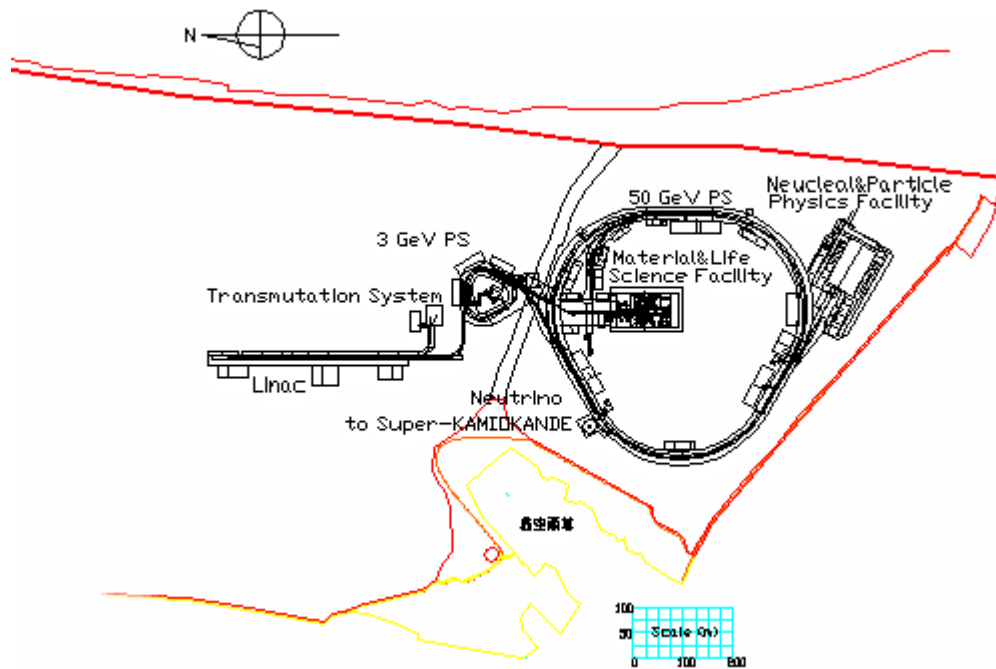 N
Neucleal&Particle
Physics Facility
50 GeV PS
3 GeV PS
Material&Life
Science Facility
Transmutation System
Linac
Neutrino
to Super-KAMIOKANDE
100
50
Scale (m)
0
100
200